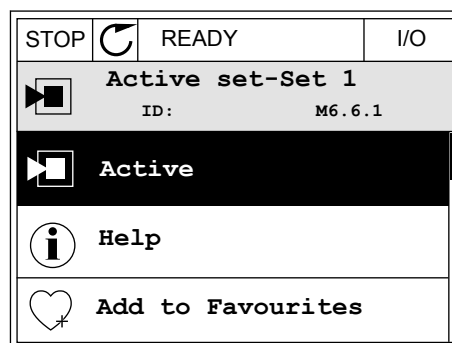 STOP READY I/O
Active set-Set 1
ID: M6.6.1
Active
Help
Add to Favourites